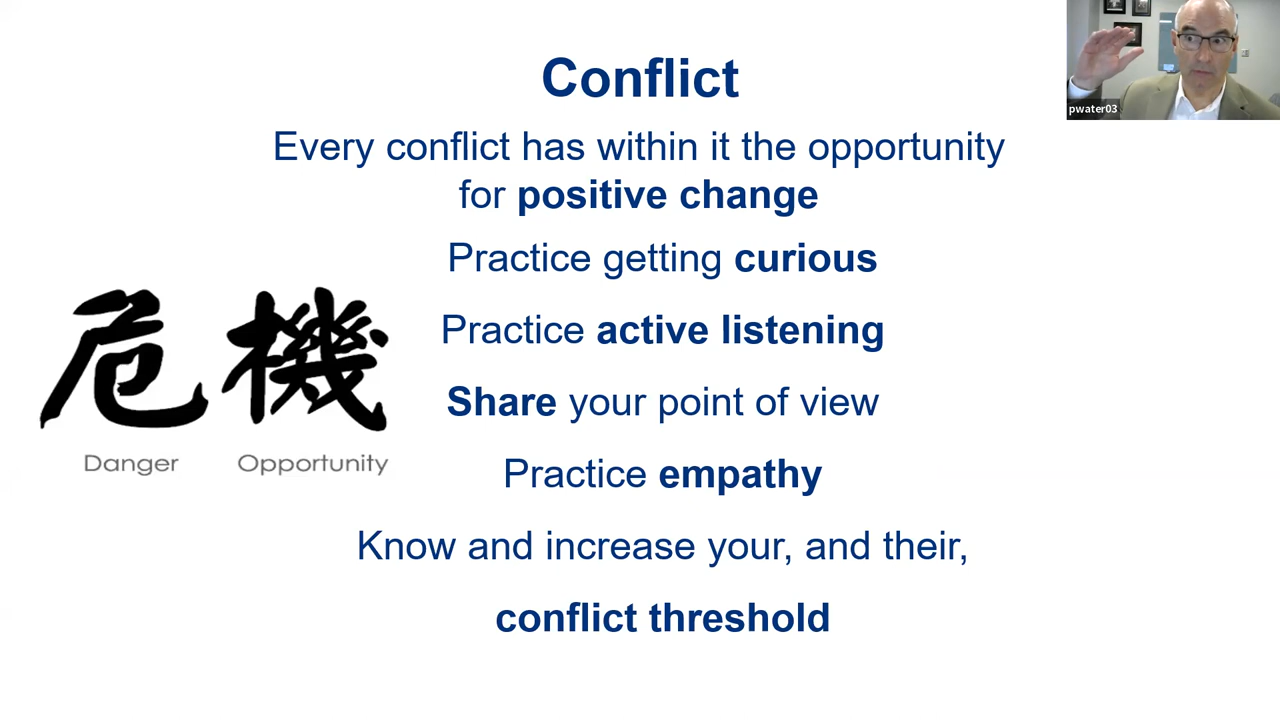 Conflict
Every conflict has within it the opportunity
for positive change
Practice getting curious
Practice active listening
Share your point of view
Practice empathy
Know and increase your, and their,
conflict threshold
危機
Danger Opportunity
pwater03